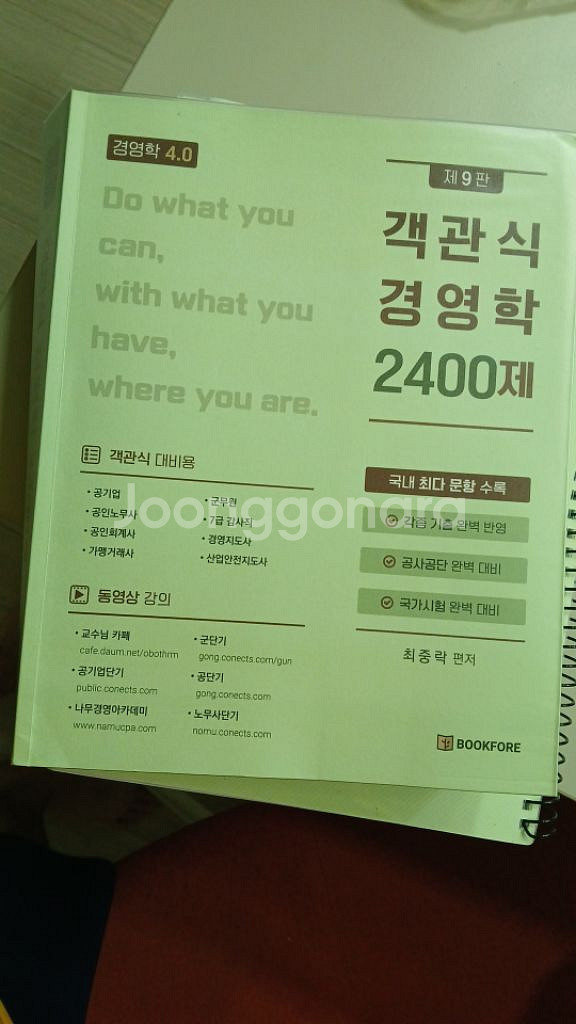 경영학 4.0
Do what you
can,
with what you
have,
where you are.
제9판
객관식
경영학
2400제
국내 최다 문항 수록
각종 기출 완벽 반영
공사공단 완벽 대비
국가시험 완벽 대비
최중락 편저
객관식 대비용
• 공기업
• 공인노무사
• 공인회계사
• 가맹거래사
• 군무원
• 7급 감사직
• 경영지도사
• 산업안전지도사
동영상 강의
• 교수님 카페
cafe.daum.net/obothrm
• 공기업단기
public.conects.com
• 나무경영아카데미
www.namucpa.com
• 군단기
gong.conects.com/gun
• 공단기
gong.conects.com
• 노무사단기
nomu.conects.com
BOOKFORE
Joonggonara